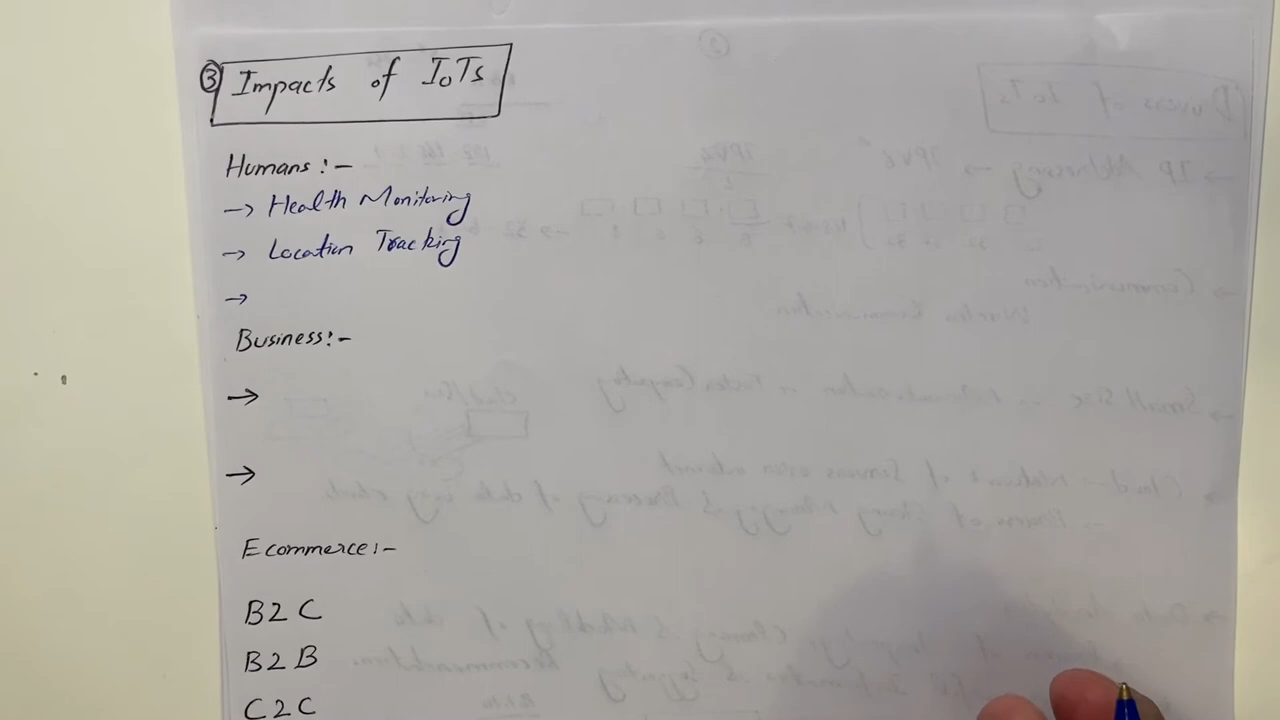 ③ Impacts of IoTs
Humans:-
-> Health Monitoring
-> Location Tracking
->
Business:-
->
->
Ecommerce:-
B2C
B2B
C2C